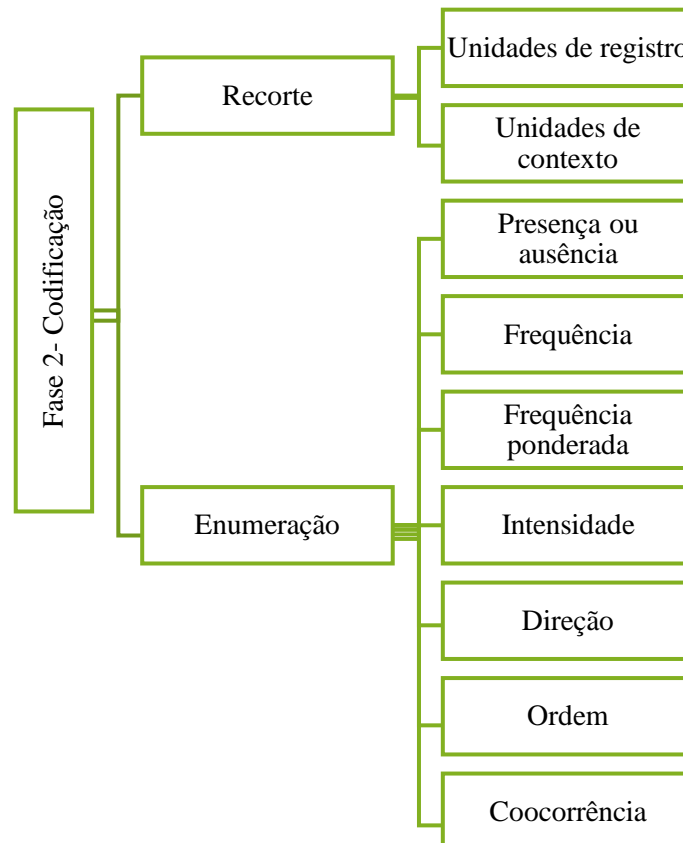 Fase 2- Codificação
Recorte
Unidades de registro
Unidades de
contexto
Enumeração
Presença ou
ausência
Frequência
Frequência
ponderada
Intensidade
Direção
Ordem
Coocorrência